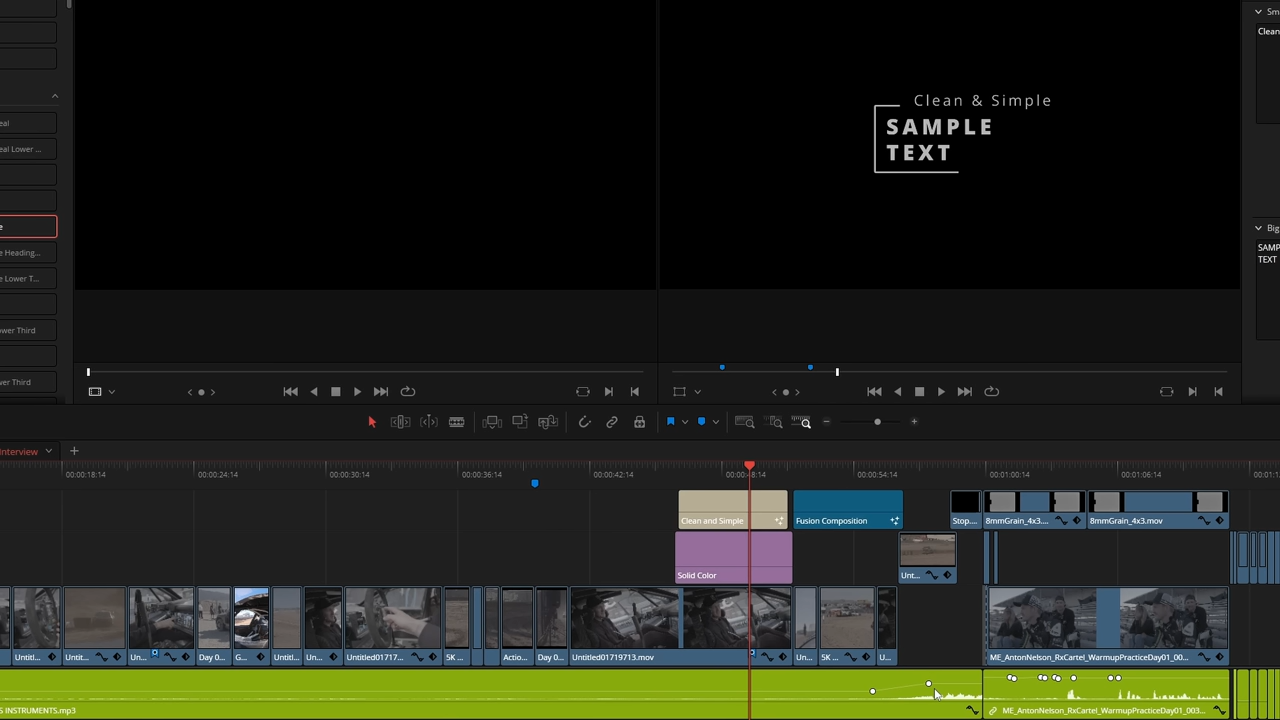 Sm
Clean
Clean & Simple
SAMPLE
TEXT
eal
eal Lower ...
e
e Heading...
e Lower T...
ower Third
Third
Big
SAMP
TEXT
Interview
00:00:18:14
00:00:24:14
00:00:30:14
00:00:36:14
00:00:42:14
00:00:54:14
00:01:00:14
00:01:06:14
Clean and Simple
Fusion Composition
Stop...
8mmGrain_4x3....
8mmGrain_4x3.mov
Solid Color
Unt...
Untitl...
Untit...
Un...
Day 0...
G...
Untitl...
Un...
Untitled01717...
5K ...
Actio...
Day 0...
Untitled01719713.mov
Un...
5K ...
U...
ME_AntonNelson_RxCartel_WarmupPracticeDay01_00...
S INSTRUMENTS.mp3
ME_AntonNelson_RxCartel_WarmupPracticeDay01_003...